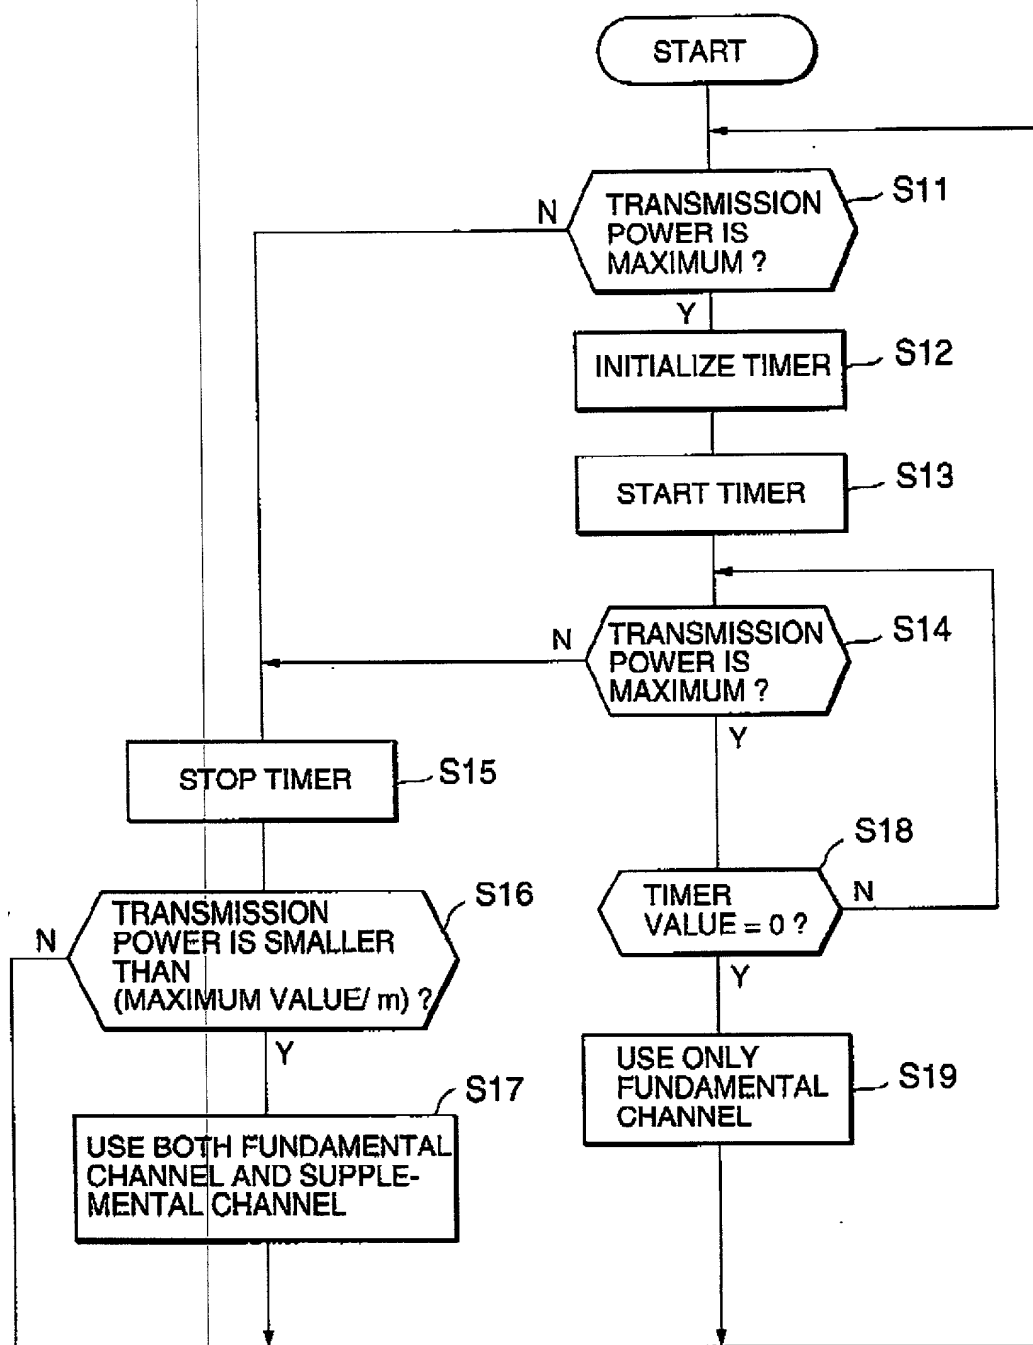 START
S11
N
TRANSMISSION
POWER IS
MAXIMUM ?
Y
S12
INITIALIZE TIMER
S13
START TIMER
S14
N
TRANSMISSION
POWER IS
MAXIMUM ?
Y
STOP TIMER
S15
S18
TIMER
VALUE = 0 ?
N
Y
S16
N
TRANSMISSION
POWER IS SMALLER
THAN
(MAXIMUM VALUE/ m) ?
Y
USE ONLY
FUNDAMENTAL
CHANNEL
S19
S17
USE BOTH FUNDAMENTAL
CHANNEL AND SUPPLE-
MENTAL CHANNEL